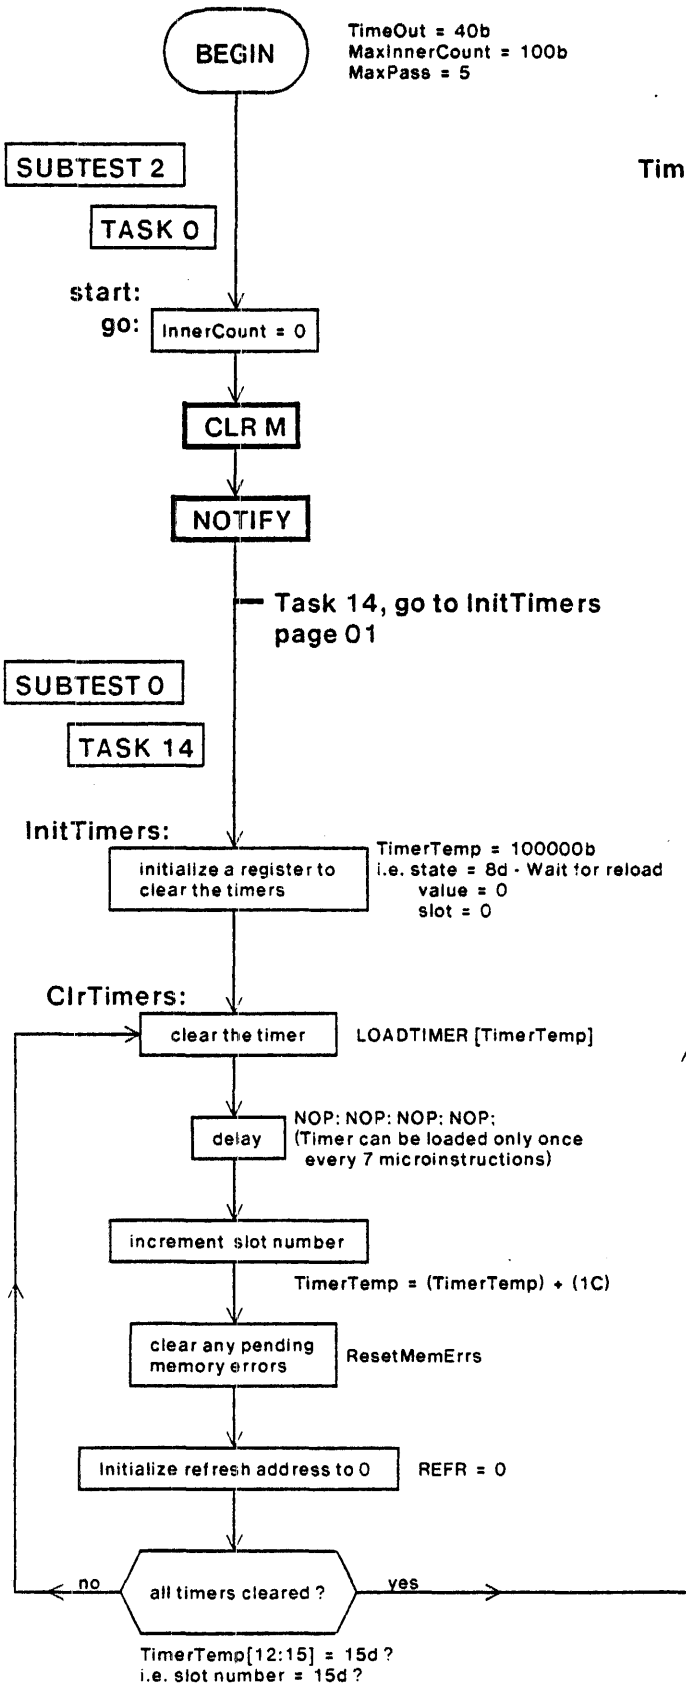 BEGIN
TimeOut = 40b
MaxInnerCount = 100b
MaxPass = 5
SUBTEST 2
Tim
TASK 0
start:
go:
InnerCount = 0
CLR M
NOTIFY
Task 14, go to InitTimers
page 01
SUBTEST 0
TASK 14
InitTimers:
initialize a register to
clear the timers
TimerTemp = 100000b
i.e. state = 8d - Wait for reload
value = 0
slot = 0
ClrTimers:
clear the timer
LOADTIMER [TimerTemp]
delay
NOP: NOP: NOP: NOP;
(Timer can be loaded only once
every 7 microinstructions)
increment slot number
TimerTemp = (TimerTemp) + (1C)
clear any pending
memory errors
ResetMemErrs
Initialize refresh address to 0
REFR = 0
no
all timers cleared ?
yes
TimerTemp[12:15] = 15d ?
i.e. slot number = 15d ?